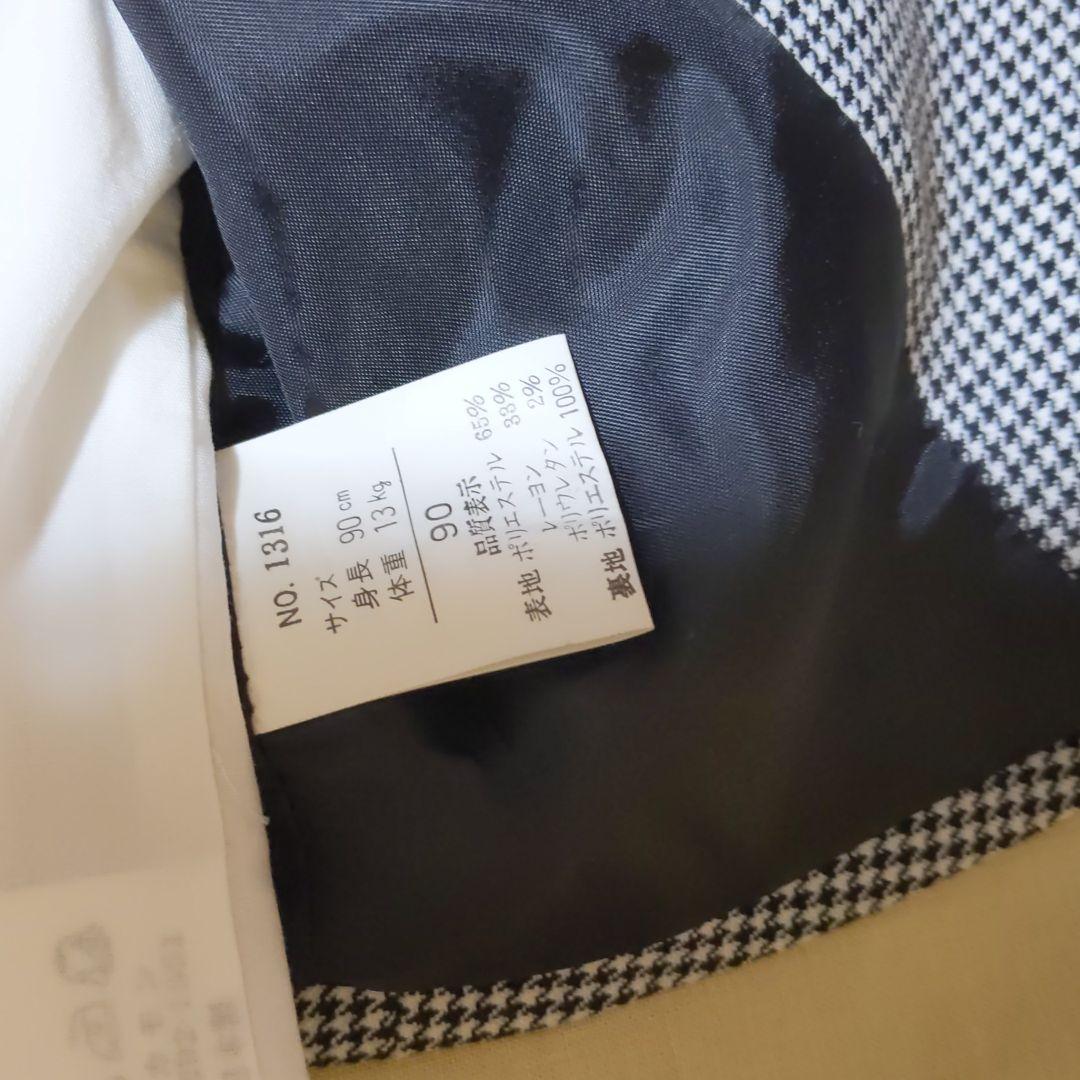 NO. 1316
サイズ
身長 90cm
体重 13kg
90
品質表示
表地 ポリエステル 65%
レーヨン 33%
ポリウレタン 2%
裏地 ポリエステル 100%